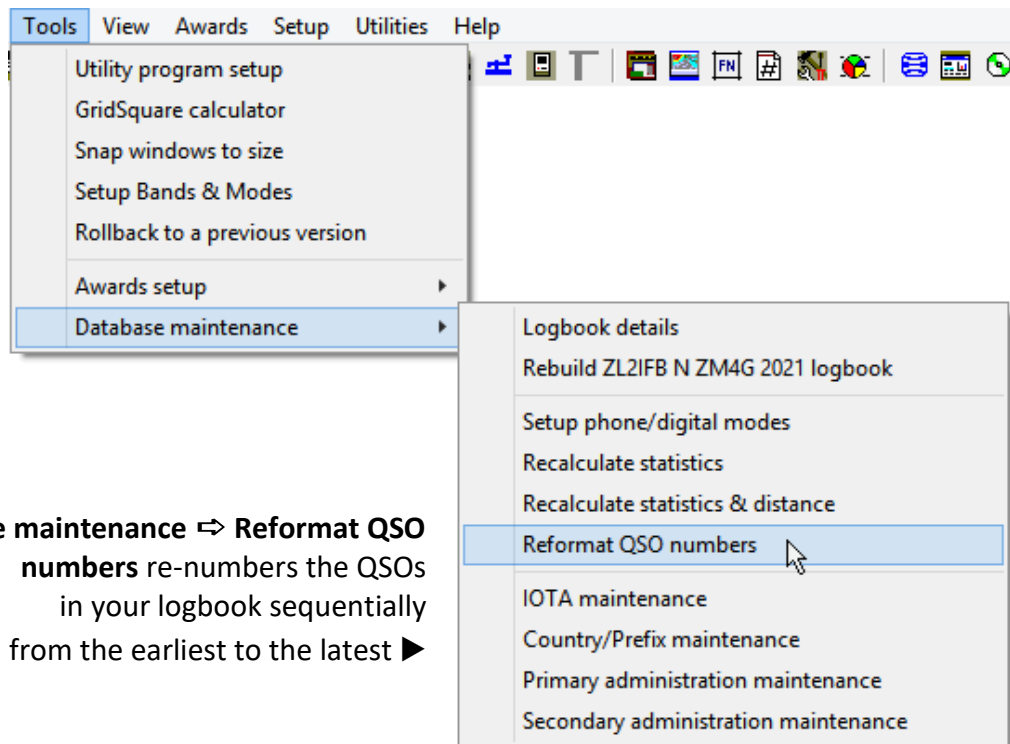 Tools View Awards Setup Utilities Help
FN #
Utility program setup
GridSquare calculator
Snap windows to size
Setup Bands & Modes
Rollback to a previous version
Awards setup
Database maintenance
Logbook details
Rebuild ZL2IFB N ZM4G 2021 logbook
Setup phone/digital modes
Recalculate statistics
Recalculate statistics & distance
Reformat QSO numbers
IOTA maintenance
Country/Prefix maintenance
Primary administration maintenance
Secondary administration maintenance
e maintenance ⇨ Reformat QSO
numbers re-numbers the QSOs
in your logbook sequentially
from the earliest to the latest ▶